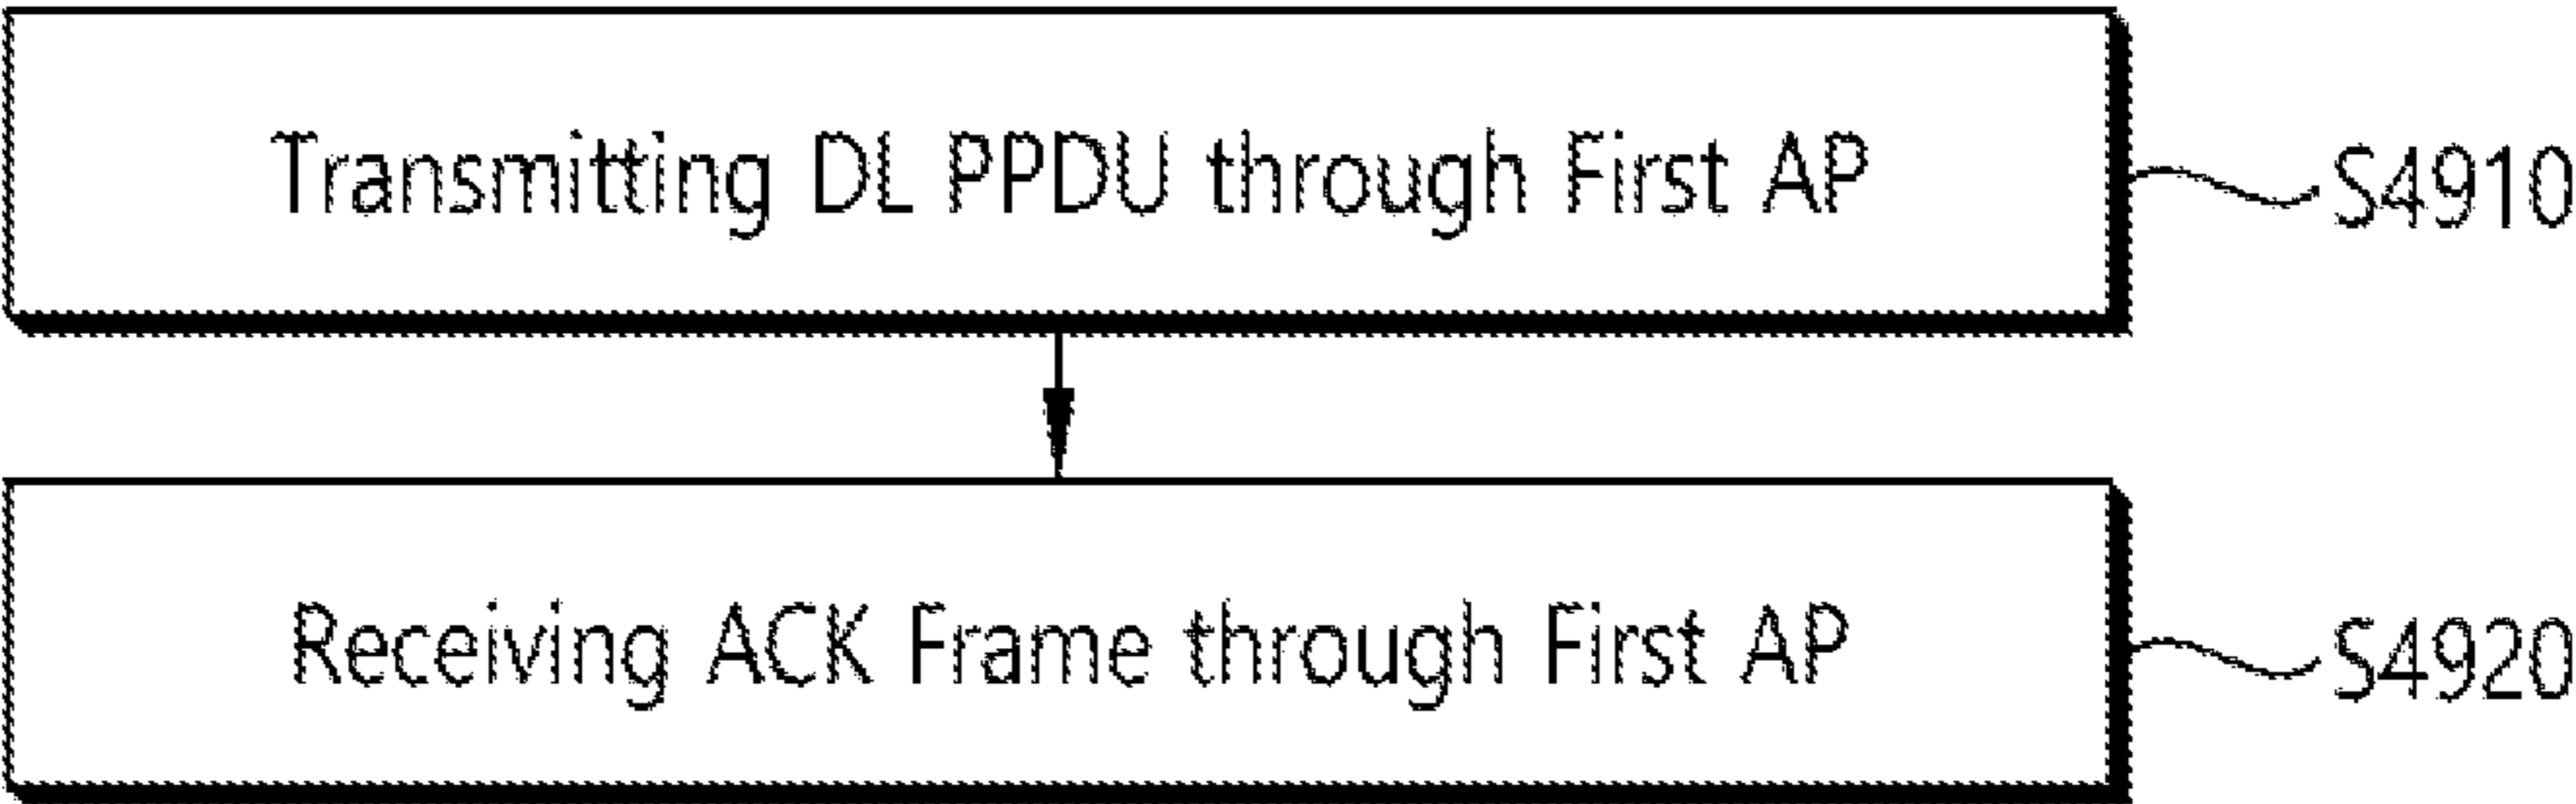 Transmitting DL PPDU through First AP
S4910
Receiving ACK Frame through First AP
S4920